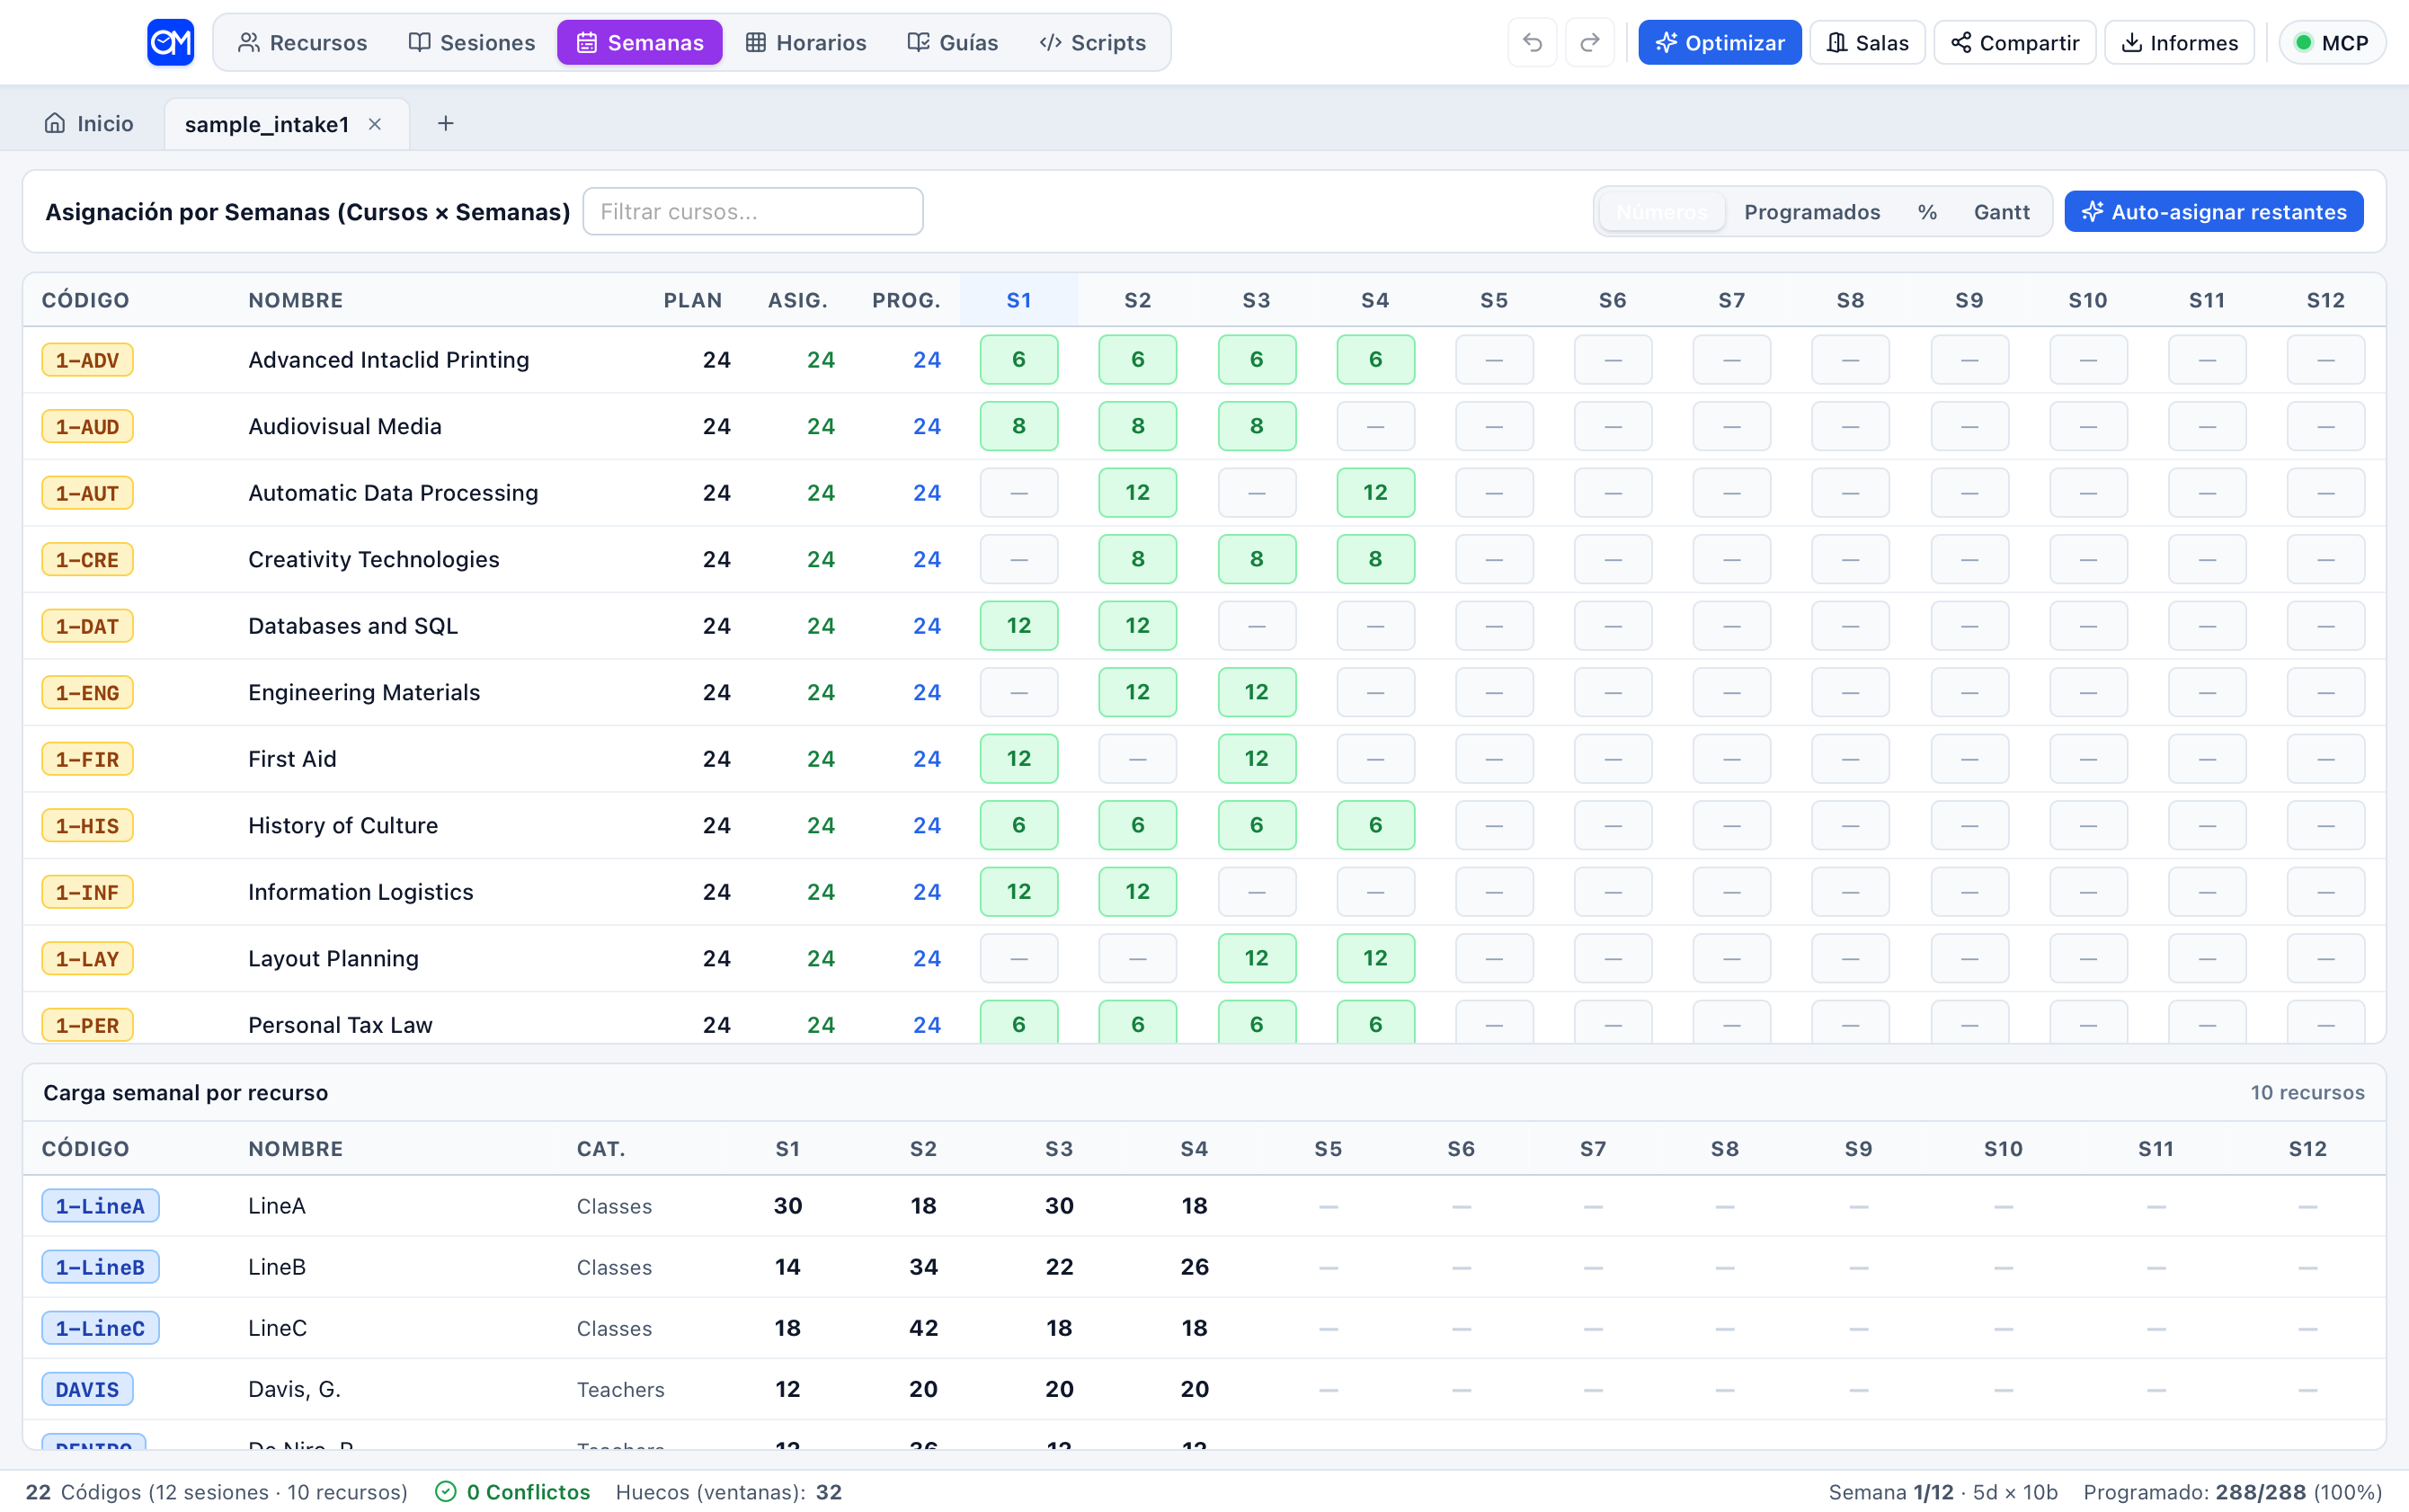 OM Recursos Sesiones Semanas Horarios Guías Scripts Optimizar Salas Compartir Informes MCP
Inicio sample_intake1 × +
Asignación por Semanas (Cursos × Semanas) Filtrar cursos... Números Programados % Gantt Auto-asignar restantes
CÓDIGO NOMBRE PLAN ASIG. PROG. S1 S2 S3 S4 S5 S6 S7 S8 S9 S10 S11 S12
1-ADV Advanced Intaclid Printing 24 24 24 6 6 6 6 — — — — — — — —
1-AUD Audiovisual Media 24 24 24 8 8 8 — — — — — — — — —
1-AUT Automatic Data Processing 24 24 24 — 12 — 12 — — — — — — — —
1-CRE Creativity Technologies 24 24 24 — 8 8 8 — — — — — — — —
1-DAT Databases and SQL 24 24 24 12 12 — — — — — — — — — —
1-ENG Engineering Materials 24 24 24 — 12 12 — — — — — — — — —
1-FIR First Aid 24 24 24 12 — 12 — — — — — — — — —
1-HIS History of Culture 24 24 24 6 6 6 6 — — — — — — — —
1-INF Information Logistics 24 24 24 12 12 — — — — — — — — — —
1-LAY Layout Planning 24 24 24 — — 12 12 — — — — — — — —
1-PER Personal Tax Law 24 24 24 6 6 6 6 — — — — — — — —
Carga semanal por recurso 10 recursos
CÓDIGO NOMBRE CAT. S1 S2 S3 S4 S5 S6 S7 S8 S9 S10 S11 S12
1-LineA LineA Classes 30 18 30 18 — — — — — — — —
1-LineB LineB Classes 14 34 22 26 — — — — — — — —
1-LineC LineC Classes 18 42 18 18 — — — — — — — —
DAVIS Davis, G. Teachers 12 20 20 20 — — — — — — — —
DENIRO De Niro, R. Teachers 12 36 12 12
22 Códigos (12 sesiones · 10 recursos) 0 Conflictos Huecos (ventanas): 32 Semana 1/12 · 5d × 10b Programado: 288/288 (100%)